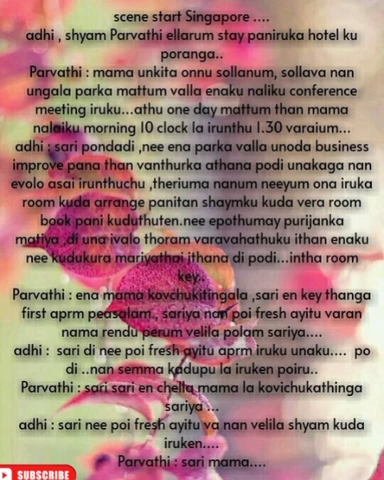 scene start Singapore ....
adhi , shyam Parvathi ellarum stay paniruka hotel ku
poranga..
Parvathi : mama unkita onnu sollanum, sollava nan
ungala parka mattum valla enaku naliku conference
meeting iruku...athu one day mattum than mama
nalaiku morning 10 clock la irunthu 1.30 varaium...
adhi : sari pondadi ,nee ena parka valla unoda business
improve pana than vanthurka athana podi unakaga nan
evolo asai irunthuchu ,theriuma nanum neeyum ona iruka
room kuda arrange panitan shaymku kuda vera room
book pani kuduthuten.nee epothumay purijanka
matiya ,di una ivalo thoram varavahathuku ithan enaku
nee kudukura mariyathai ithana di podi...intha room
key..
Parvathi : ena mama kovchukitingala ,sari en key thanga
first aprm pesalam., sariya nan poi fresh ayitu varan
nama rendu perum velila polam sariya....
adhi : sari di nee poi fresh ayitu aprm iruku unaku.... po
di ..nan semma kadupu la iruken poiru..
Parvathi : sari sari en chella mama la kovichukathinga
sariya ...
adhi : sari nee poi fresh ayitu va nan velila shyam kuda
iruken....
Parvathi : sari mama....
SUBSCRIBE